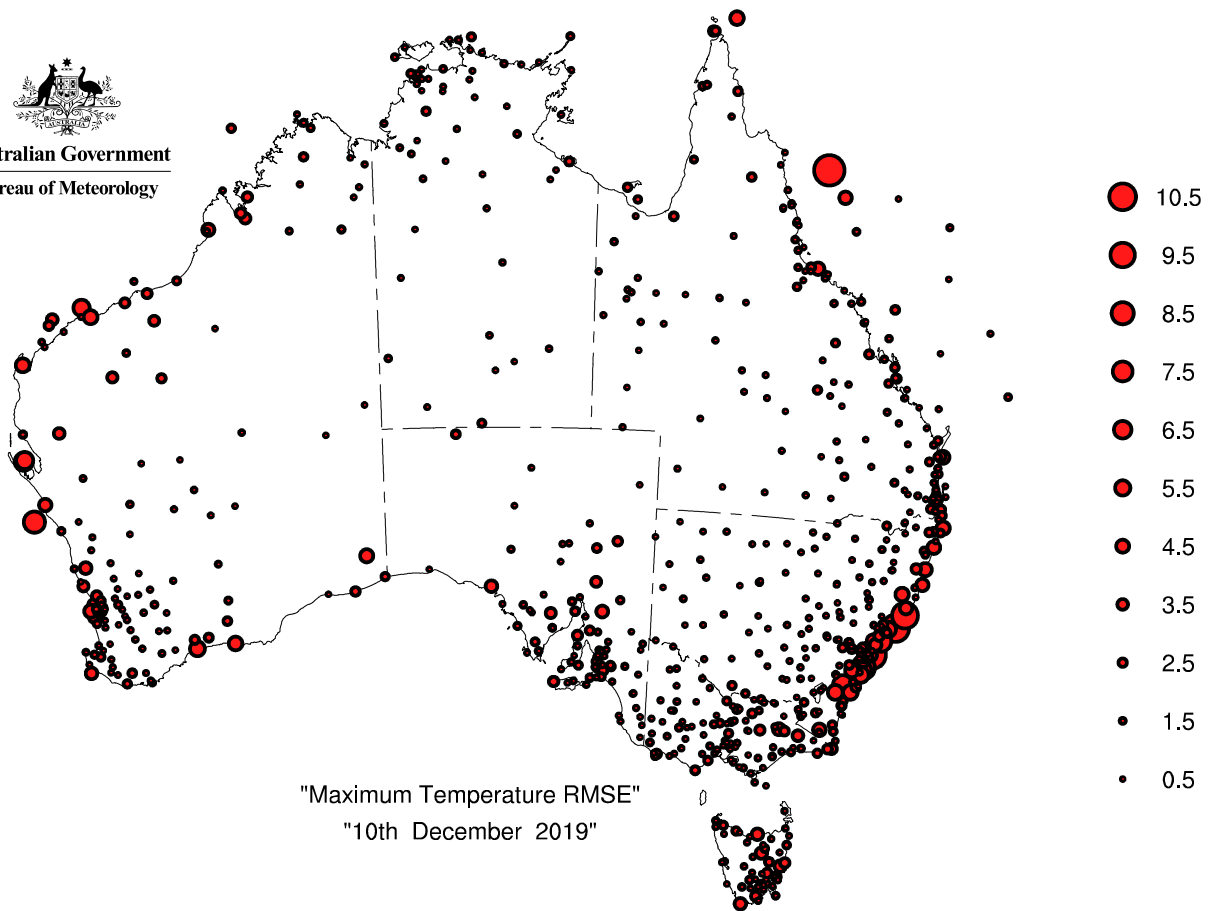 AUSTRALIA
tralian Government
reau of Meteorology
10.5
9.5
8.5
7.5
6.5
5.5
4.5
3.5
2.5
1.5
0.5
"Maximum Temperature RMSE"
"10th December 2019"